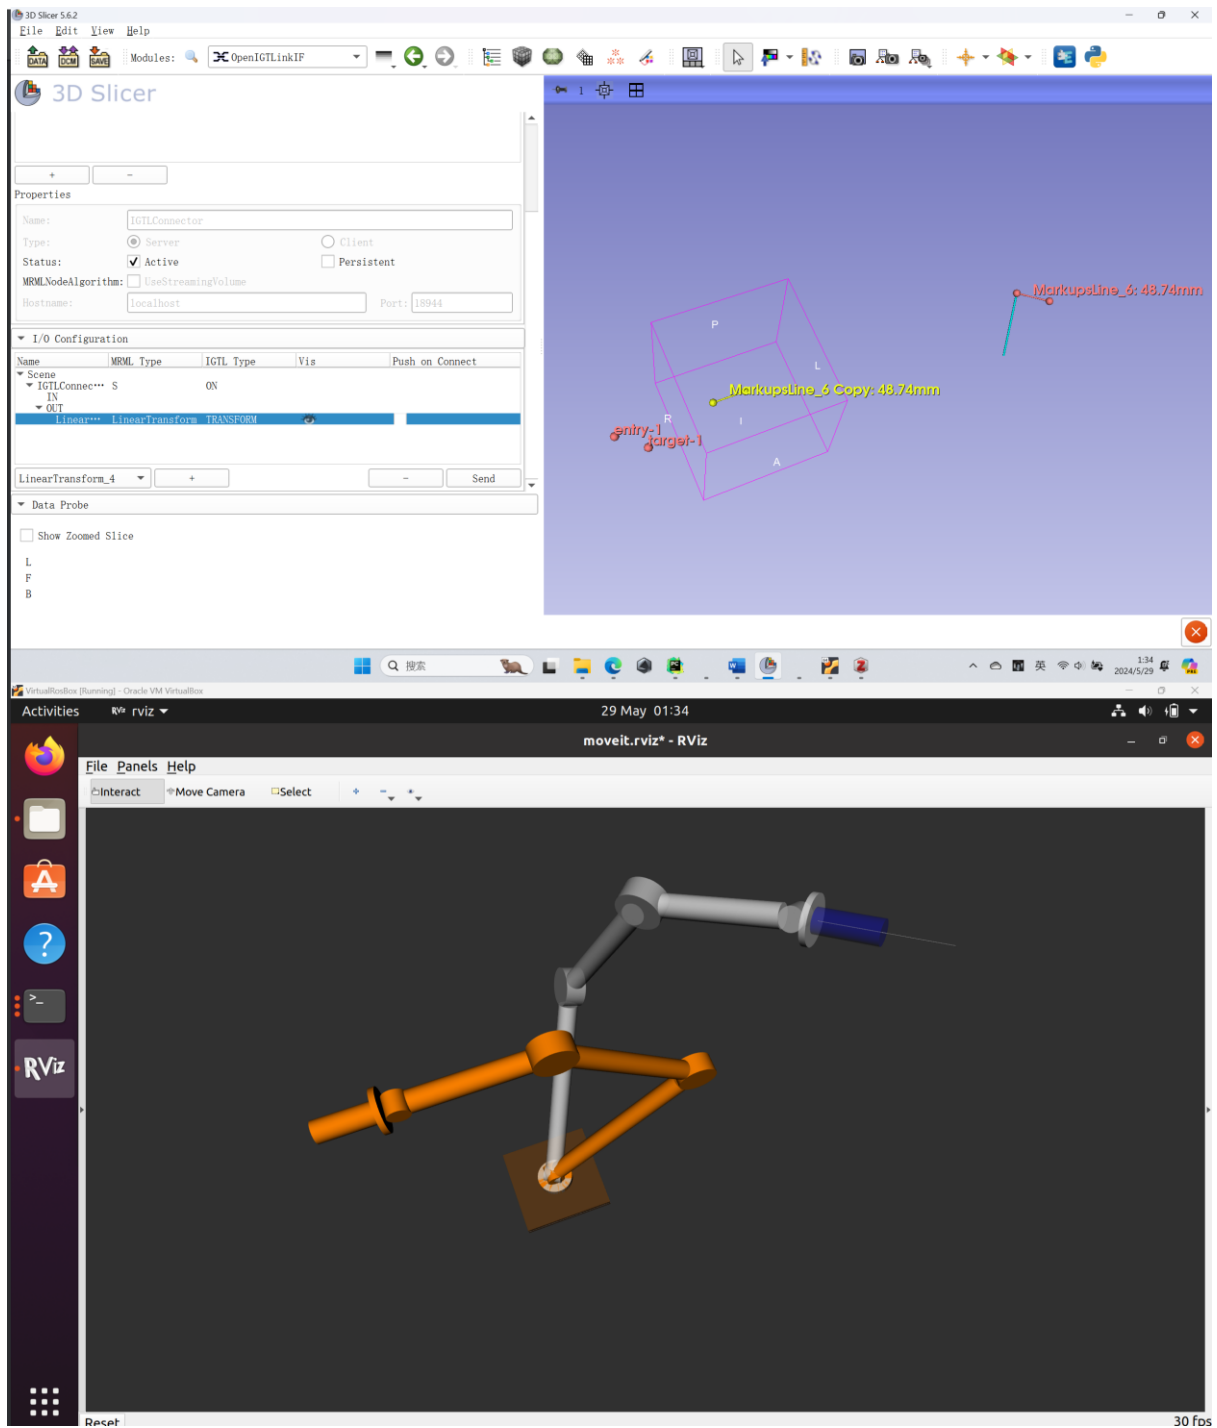 3D Slicer 5.6.2
File Edit View Help
DATA DCM SAVE Modules: OpenIGTLinkIF
3D Slicer
1
+ -
Properties
Name: IGTLConnector
Type: Server Client
Status: Active Persistent
MRMLNodeAlgorithm: UseStreamingVolume
Hostname: localhost Port: 18944
I/O Configuration
Name MRML Type IGTL Type Vis Push on Connect
Scene
IGTLConnec··· S ON
IN
OUT
Linear··· LinearTransform TRANSFORM
LinearTransform_4 + - Send
Data Probe
Show Zoomed Slice
L
F
B
P
L
R
I
A
MarkupsLine_6: 48.74mm
MarkupsLine_6 Copy: 48.74mm
entry-1
target-1
搜索
英
1:34
2024/5/29
VirtualRosBox [Running] - Oracle VM VirtualBox
Activities RViz rviz 29 May 01:34
moveit.rviz* - RViz
File Panels Help
Interact Move Camera Select
RViz
Reset
30 fps